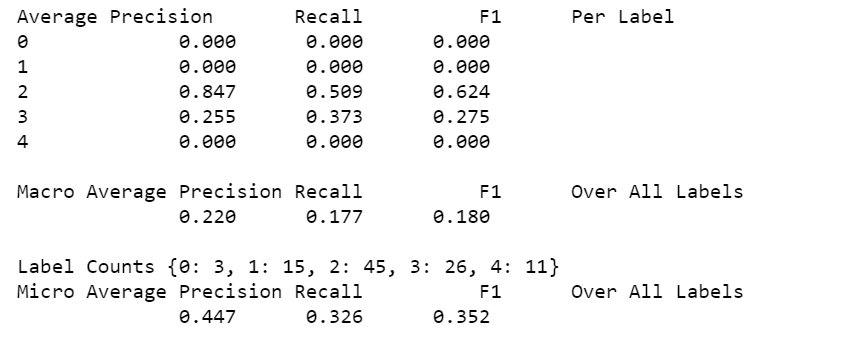 Average Precision Recall F1 Per Label
0 0.000 0.000 0.000
1 0.000 0.000 0.000
2 0.847 0.509 0.624
3 0.255 0.373 0.275
4 0.000 0.000 0.000
Macro Average Precision Recall F1 Over All Labels
0.220 0.177 0.180
Label Counts {0: 3, 1: 15, 2: 45, 3: 26, 4: 11}
Micro Average Precision Recall F1 Over All Labels
0.447 0.326 0.352